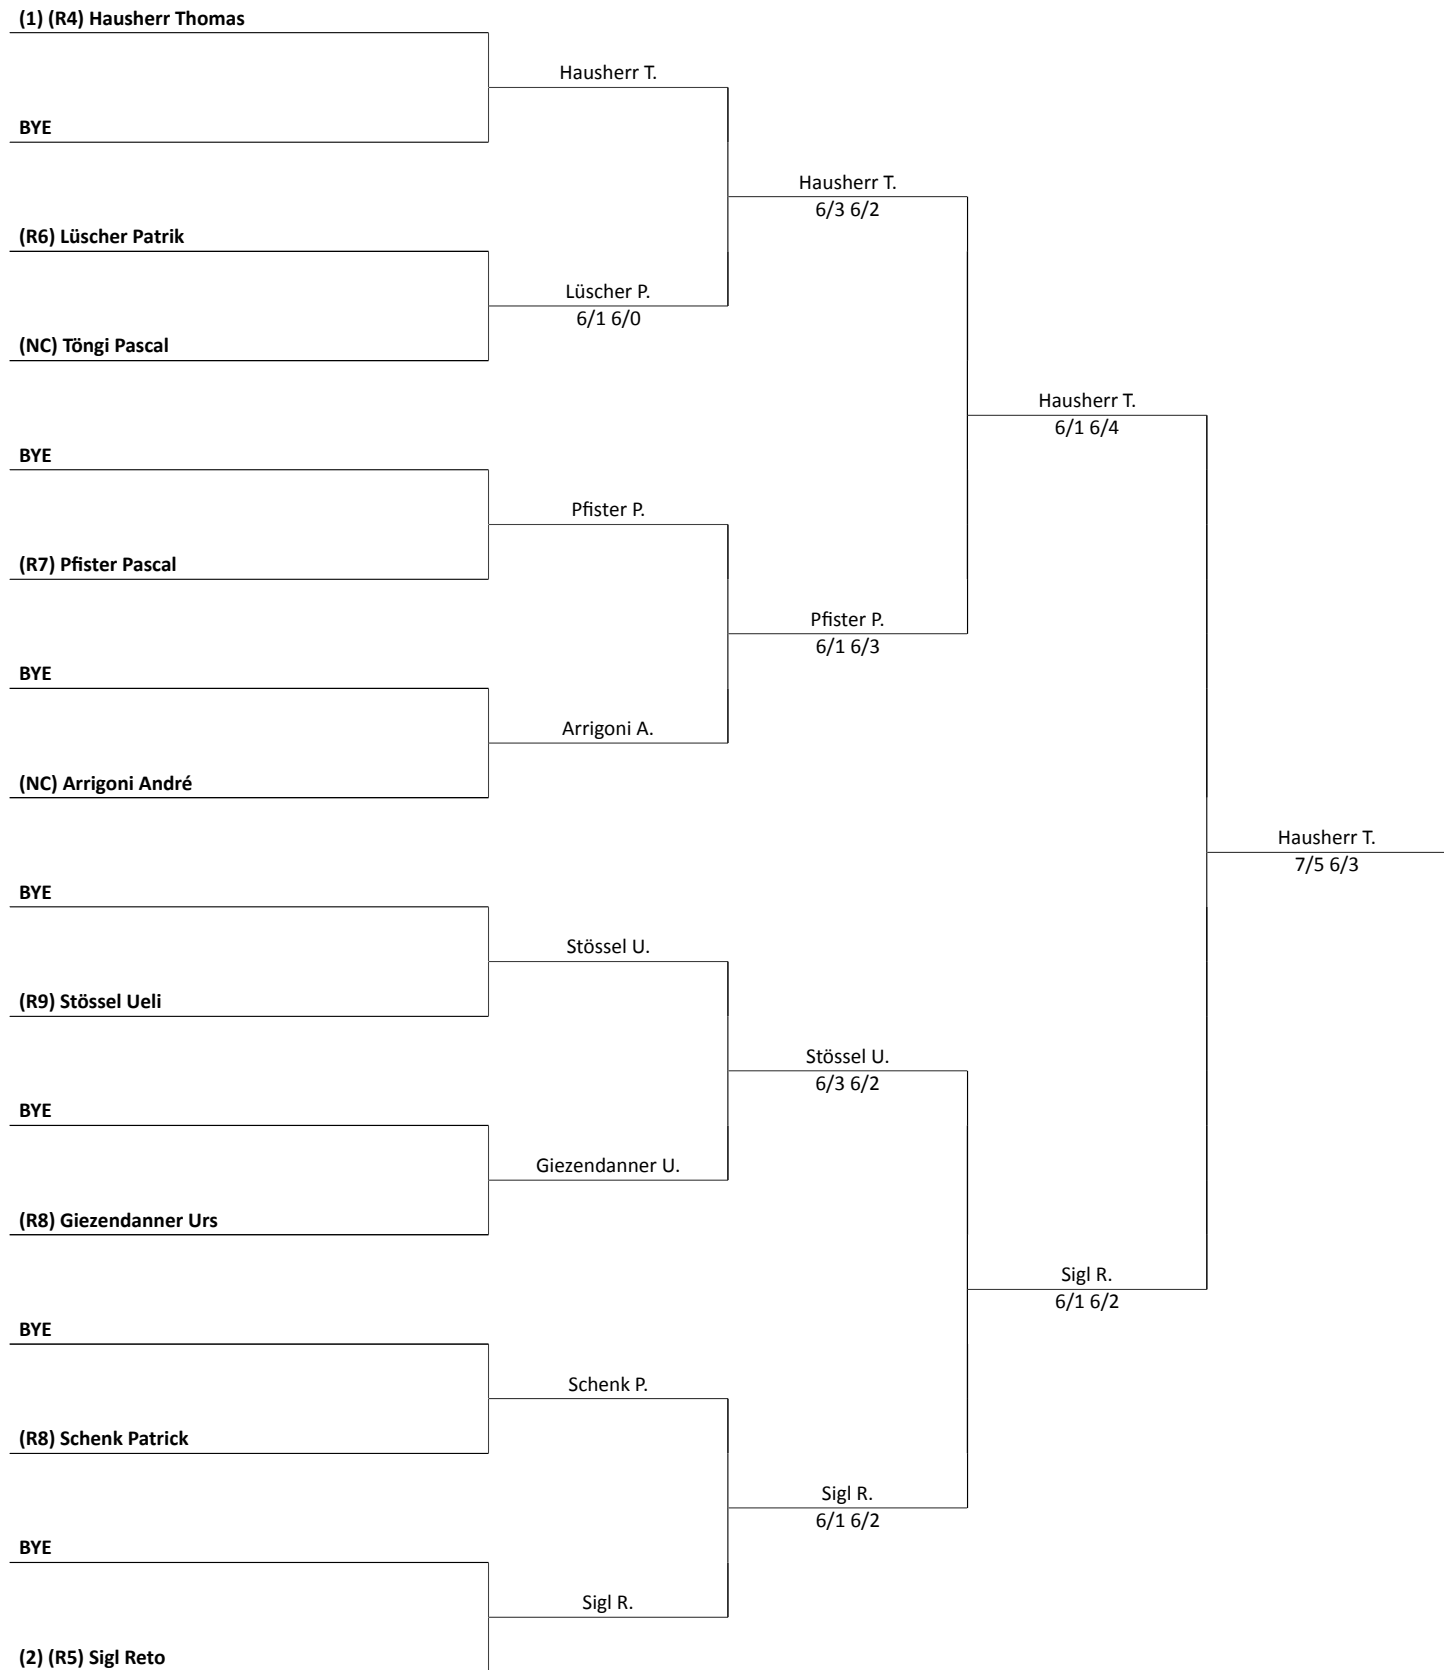 (1) (R4) Hausherr Thomas
Hausherr T.
BYE
Hausherr T.
6/3 6/2
(R6) Lüscher Patrik
Lüscher P.
6/1 6/0
(NC) Töngi Pascal
Hausherr T.
6/1 6/4
BYE
Pfister P.
(R7) Pfister Pascal
Pfister P.
6/1 6/3
BYE
Arrigoni A.
(NC) Arrigoni André
Hausherr T.
7/5 6/3
BYE
Stössel U.
(R9) Stössel Ueli
Stössel U.
6/3 6/2
BYE
Giezendanner U.
(R8) Giezendanner Urs
Sigl R.
6/1 6/2
BYE
Schenk P.
(R8) Schenk Patrick
Sigl R.
6/1 6/2
BYE
Sigl R.
(2) (R5) Sigl Reto